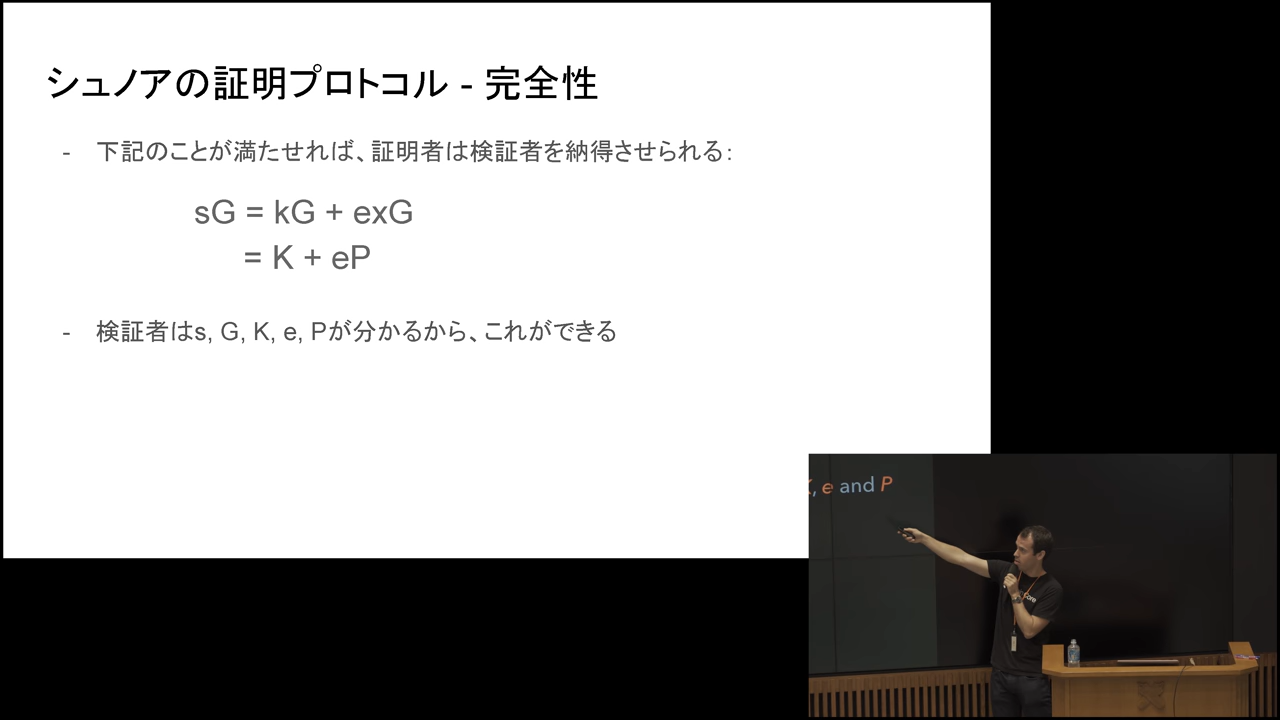 シュノアの証明プロトコル - 完全性
- 下記のことが満たせれば、証明者は検証者を納得させられる:
sG = kG + exG
= K + eP
- 検証者はs, G, K, e, Pが分かるから、これができる
, e and P
core